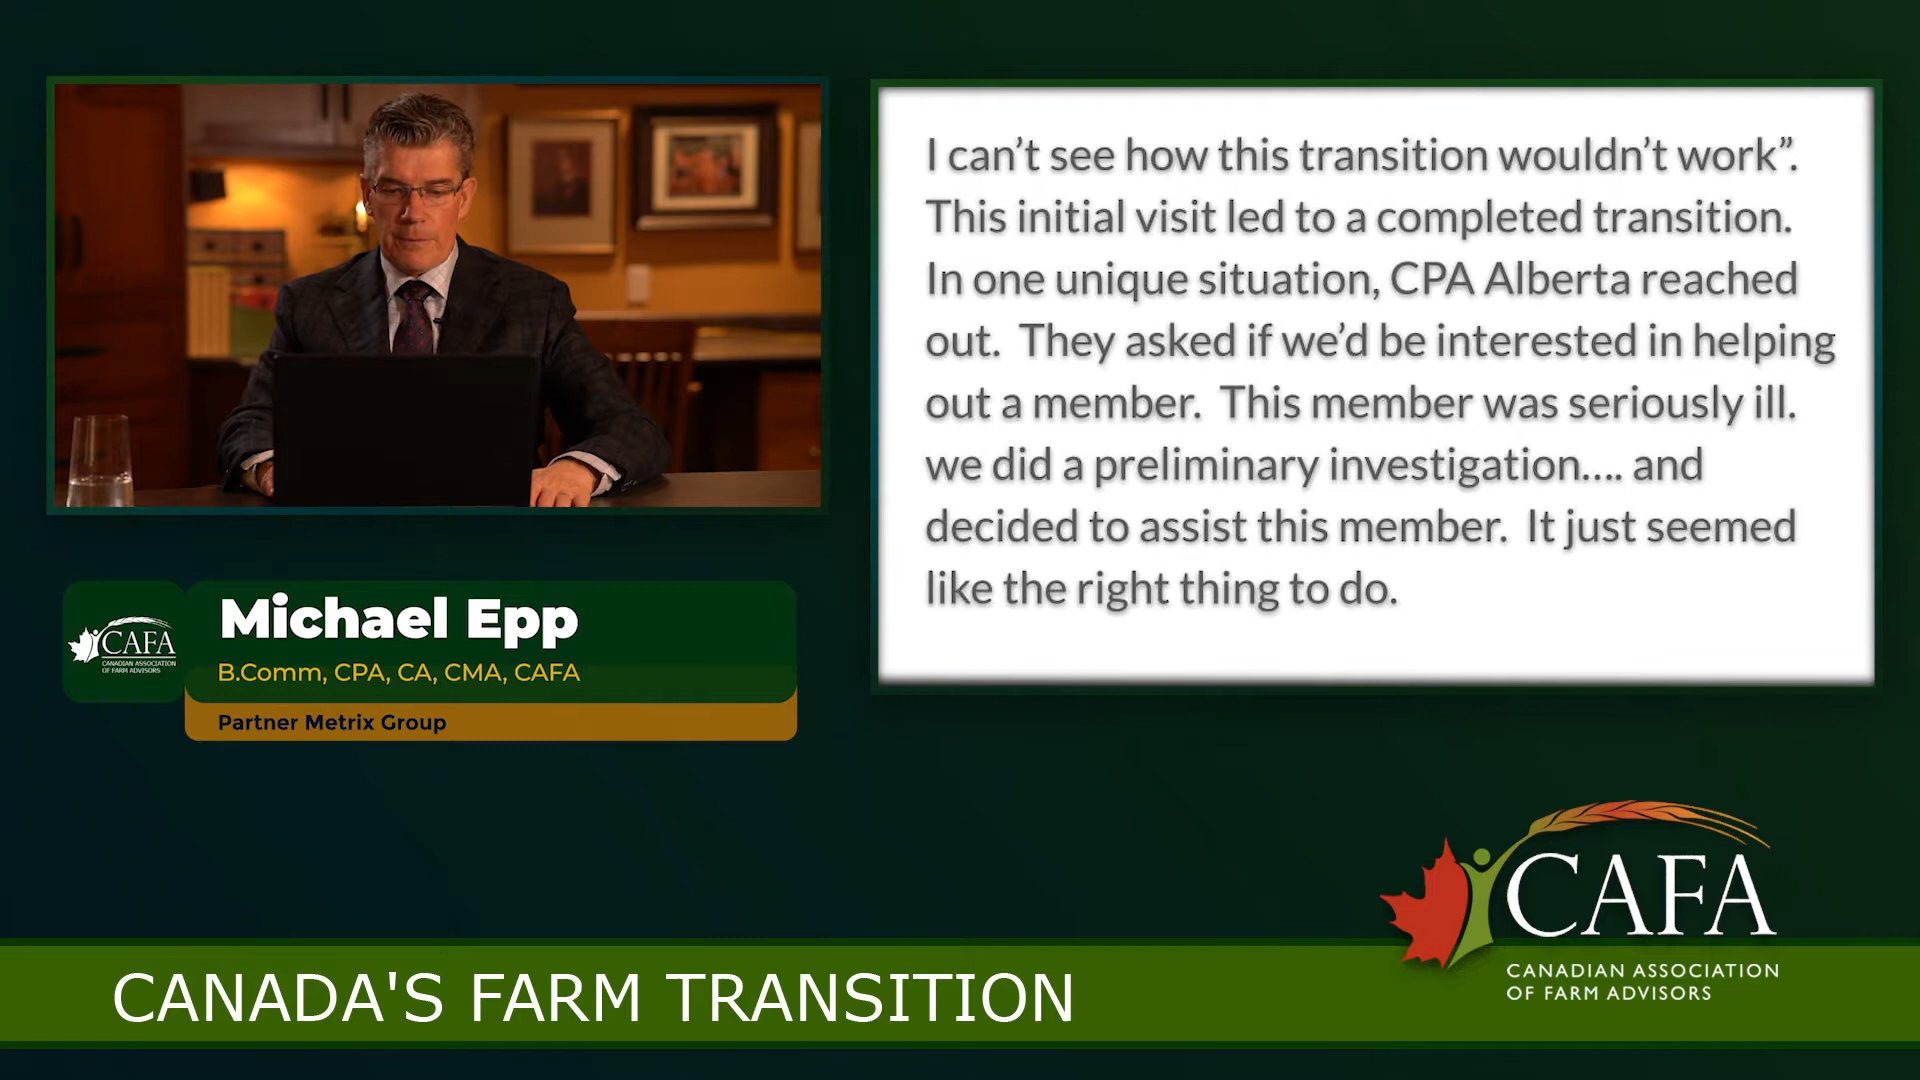 I can't see how this transition wouldn't work”.
This initial visit led to a completed transition.
In one unique situation, CPA Alberta reached
out.  They asked if we'd be interested in helping
out a member.  This member was seriously ill.
we did a preliminary investigation.... and
decided to assist this member.  It just seemed
like the right thing to do.
CAFA
CANADIAN ASSOCIATION
OF FARM ADVISORS
Michael Epp
B.Comm, CPA, CA, CMA, CAFA
Partner Metrix Group
CAFA
CANADIAN ASSOCIATION
OF FARM ADVISORS
CANADA'S FARM TRANSITION